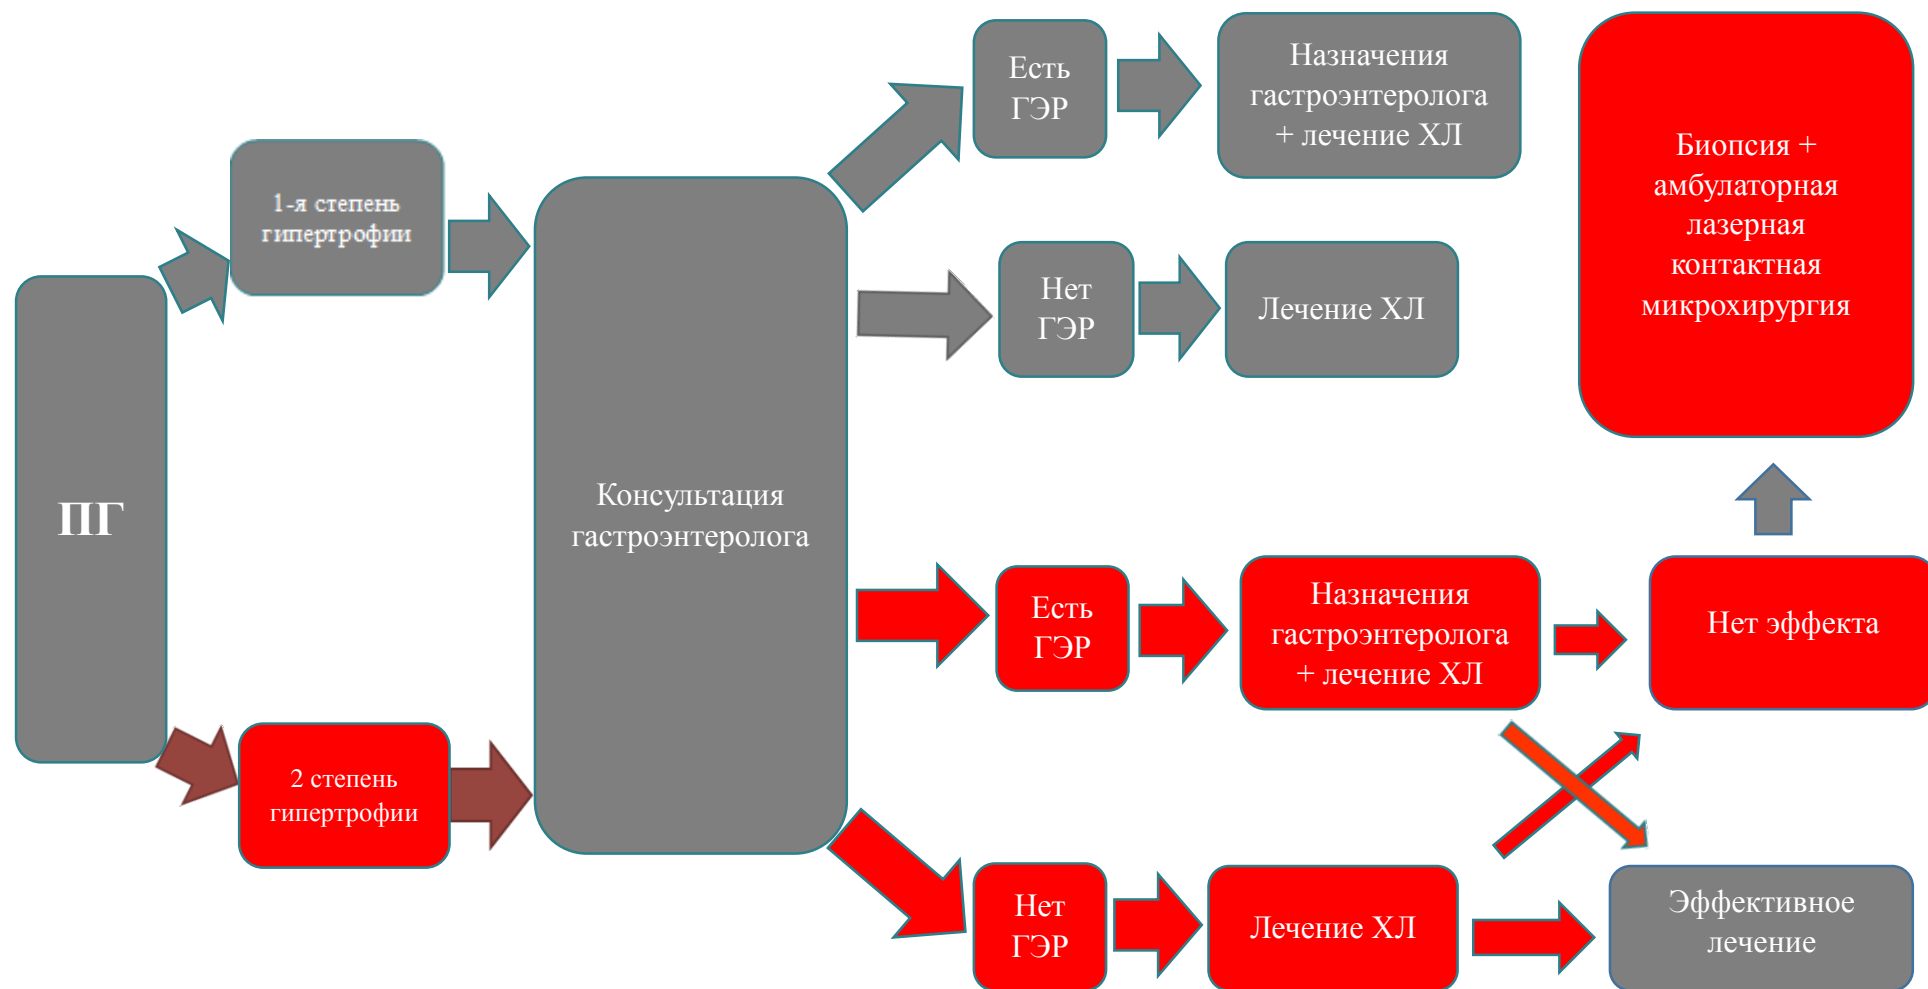 ПГ
1-я степень
гипертрофии
2 степень
гипертрофии
Консультация
гастроэнтеролога
Есть
ГЭР
Назначения
гастроэнтеролога
+ лечение ХЛ
Нет
ГЭР
Лечение ХЛ
Есть
ГЭР
Назначения
гастроэнтеролога
+ лечение ХЛ
Нет
ГЭР
Лечение ХЛ
Биопсия +
амбулаторная
лазерная
контактная
микрохирургия
Нет эффекта
Эффективное
лечение